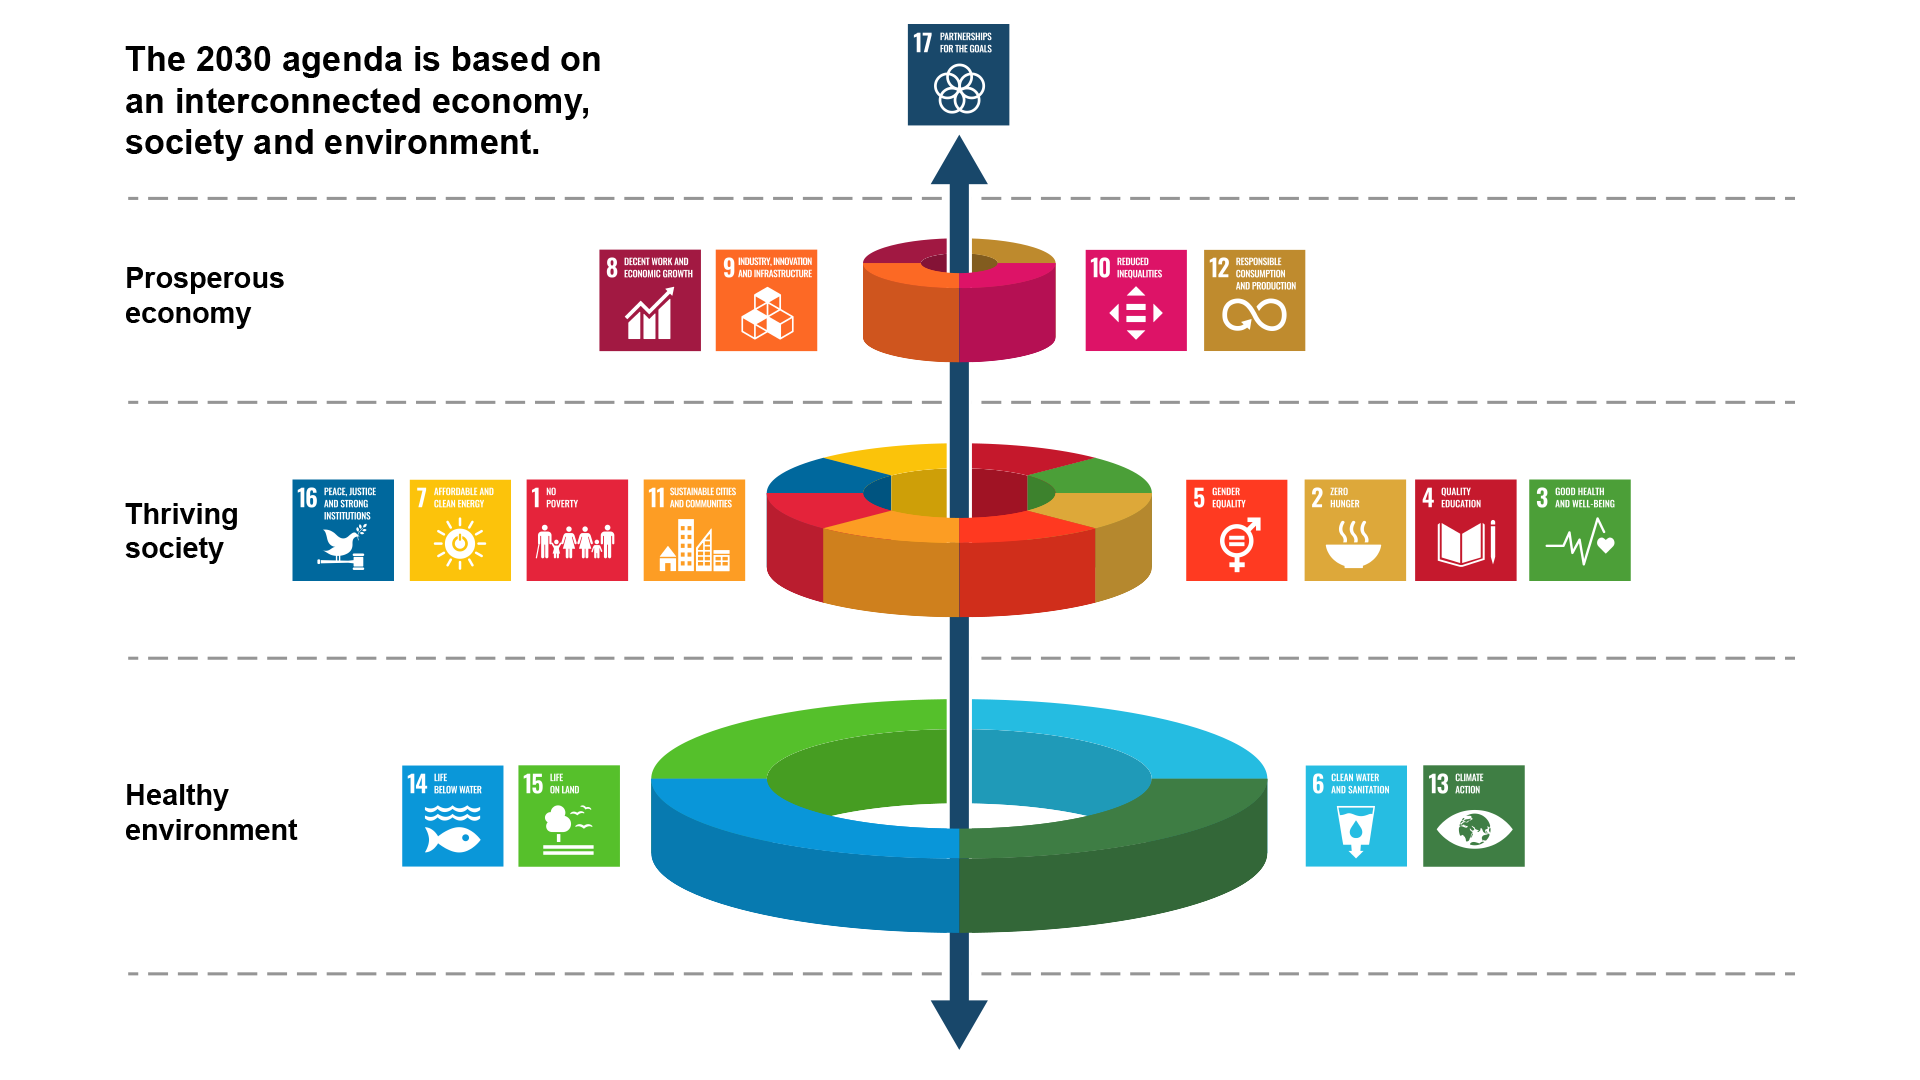 The 2030 agenda is based on
an interconnected economy,
society and environment.
17 PARTNERSHIPS
FOR THE GOALS
Prosperous
economy
8 DECENT WORK AND
ECONOMIC GROWTH
9 INDUSTRY, INNOVATION
AND INFRASTRUCTURE
10 REDUCED
INEQUALITIES
12 RESPONSIBLE
CONSUMPTION
AND PRODUCTION
Thriving
society
16 PEACE, JUSTICE
AND STRONG
INSTITUTIONS
7 AFFORDABLE AND
CLEAN ENERGY
1 NO
POVERTY
11 SUSTAINABLE CITIES
AND COMMUNITIES
5 GENDER
EQUALITY
2 ZERO
HUNGER
4 QUALITY
EDUCATION
3 GOOD HEALTH
AND WELL-BEING
Healthy
environment
14 LIFE
BELOW WATER
15 LIFE
ON LAND
6 CLEAN WATER
AND SANITATION
13 CLIMATE
ACTION